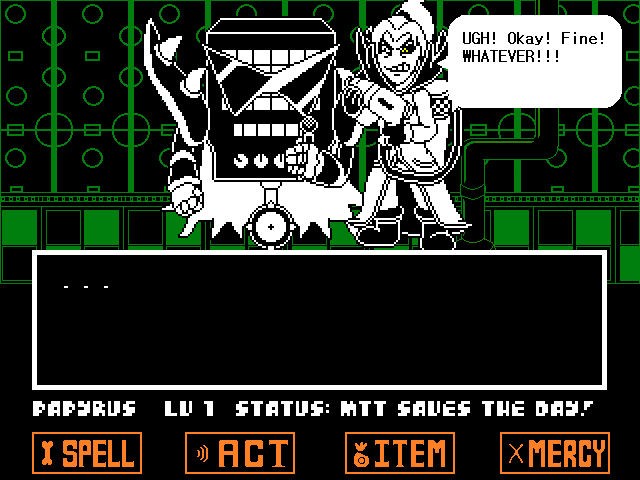 UGH! Okay! Fine!
WHATEVER!!!
...
PAPYRUS LV 1 STATUS: MTT SAVES THE DAY!
SPELL ACT ITEM MERCY